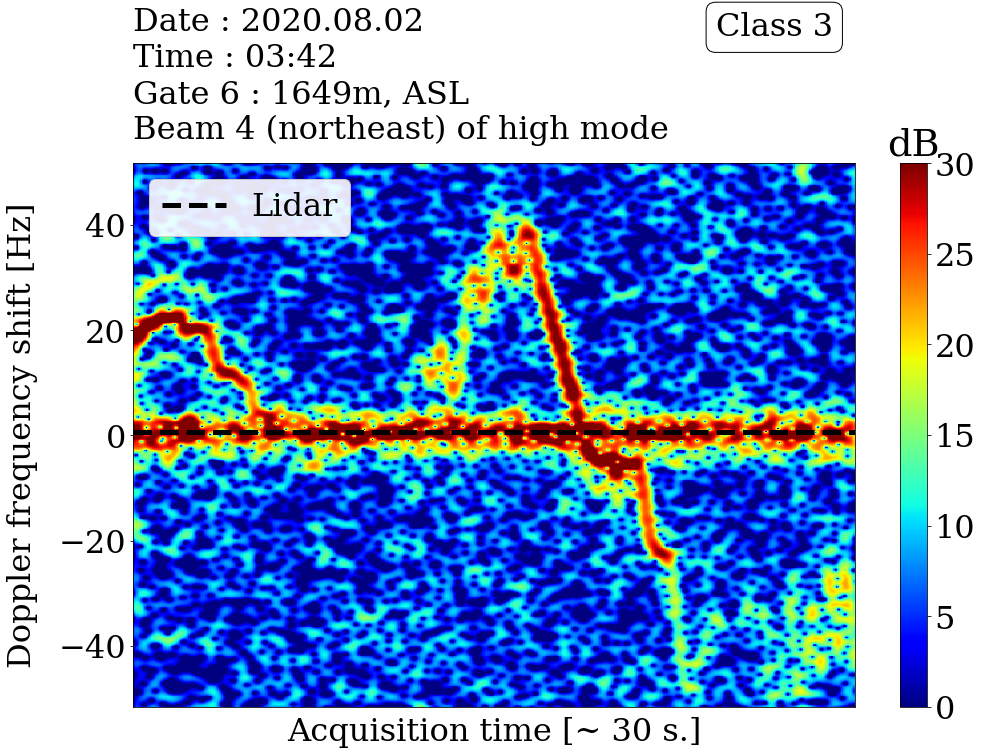 Date : 2020.08.02
Time : 03:42
Gate 6 : 1649m, ASL
Beam 4 (northeast) of high mode
Class 3
dB
Lidar
Doppler frequency shift [Hz]
40
20
0
−20
−40
Acquisition time [~ 30 s.]
30
25
20
15
10
5
0